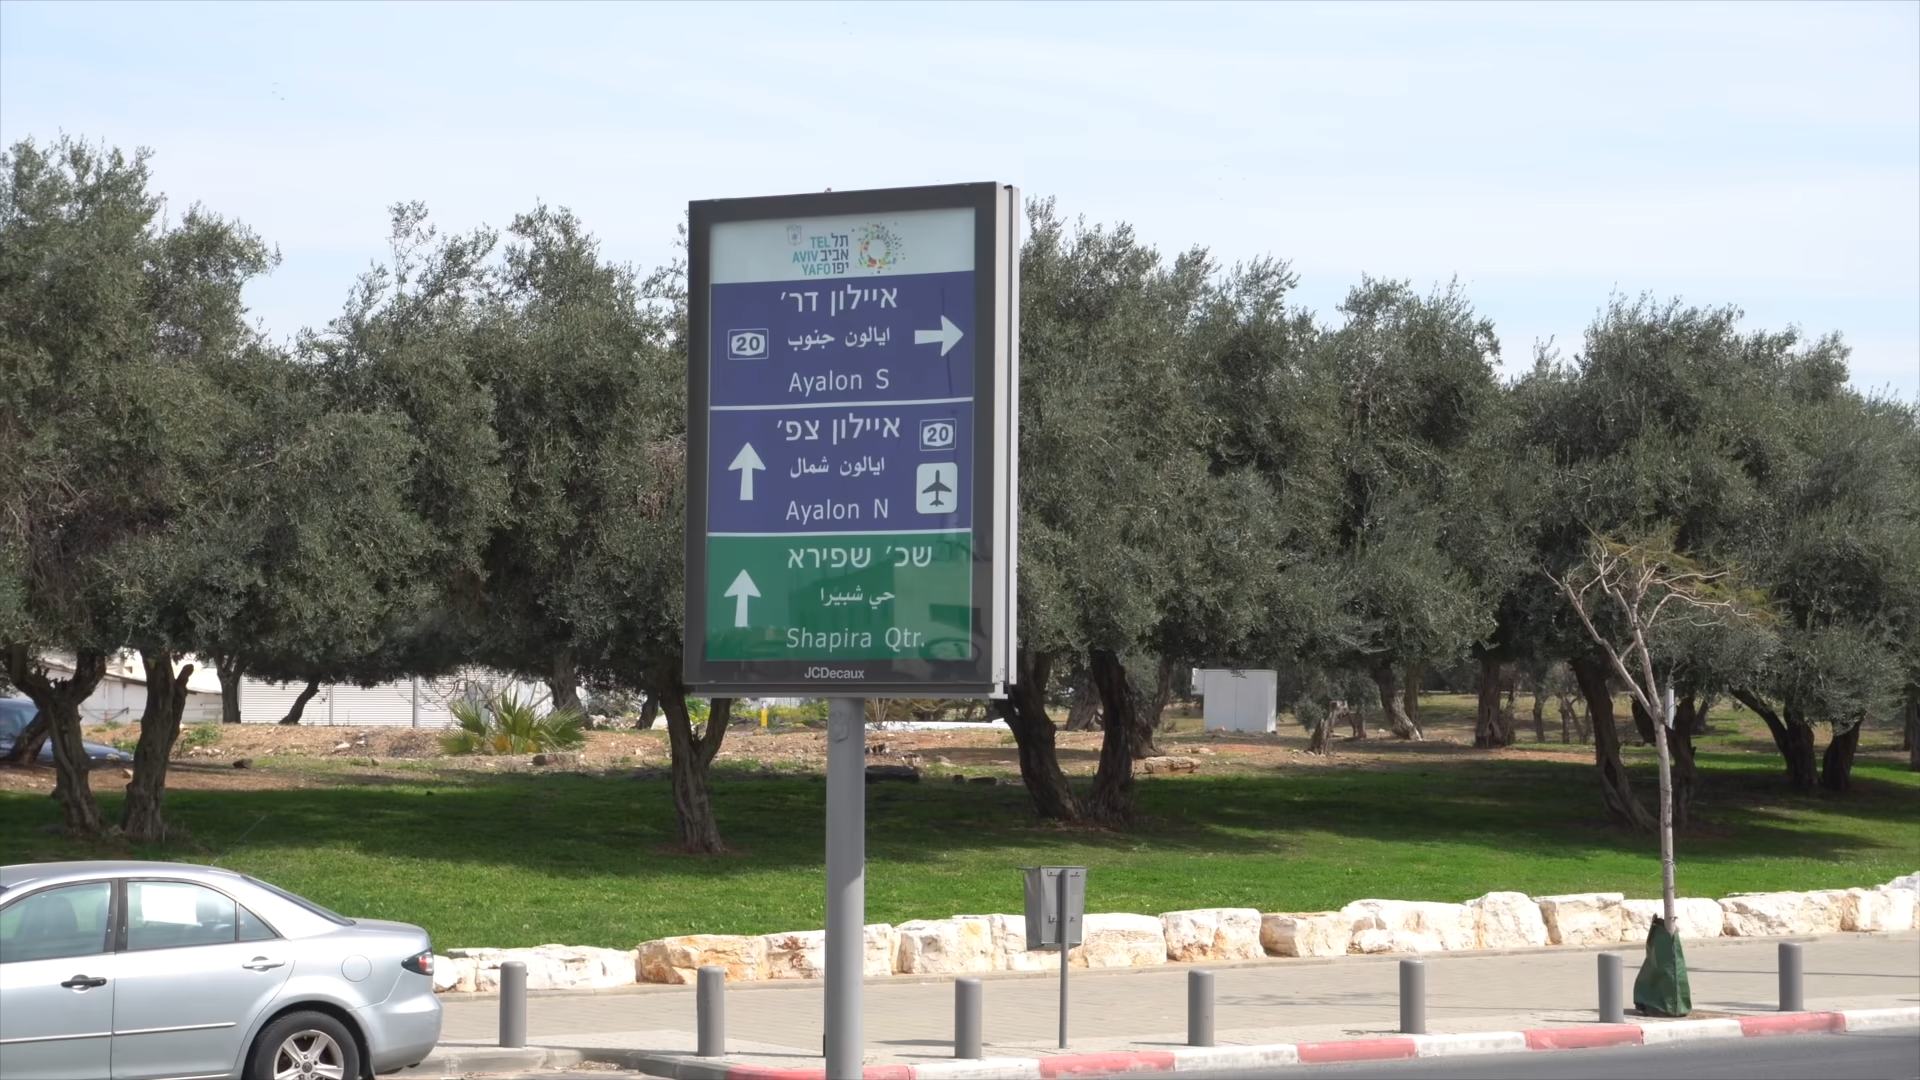 TEL תל
AVIV אביב
YAFO יפו
איילון דר׳
20
ايالون جنوب
Ayalon S
איילון צפ׳
20
ايالون شمال
Ayalon N
שכ׳ שפירא
حي شبيرا
Shapira Qtr.
JCDecaux